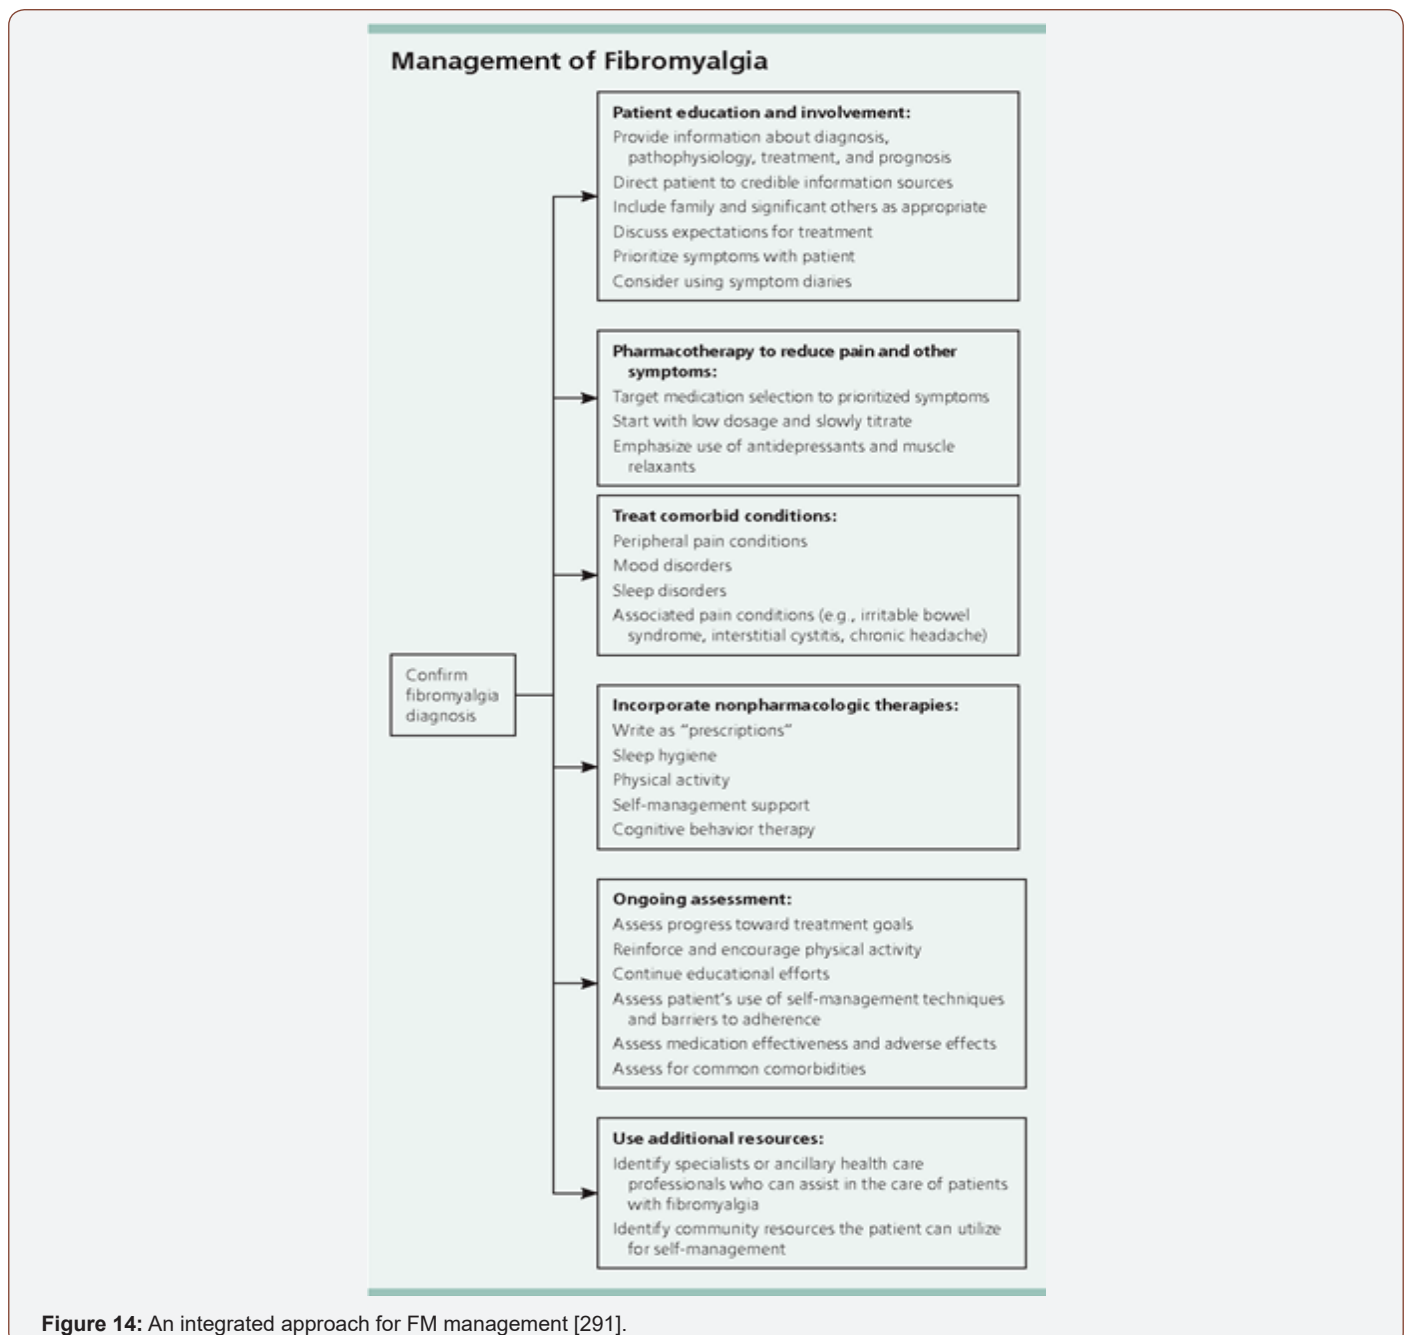 Management of Fibromyalgia
Patient education and involvement:
Provide information about diagnosis,
pathophysiology, treatment, and prognosis
Direct patient to credible information sources
Include family and significant others as appropriate
Discuss expectations for treatment
Prioritize symptoms with patient
Consider using symptom diaries
Pharmacotherapy to reduce pain and other
symptoms:
Target medication selection to prioritized symptoms
Start with low dosage and slowly titrate
Emphasize use of antidepressants and muscle
relaxants
Treat comorbid conditions:
Peripheral pain conditions
Mood disorders
Sleep disorders
Associated pain conditions (e.g., irritable bowel
syndrome, interstitial cystitis, chronic headache)
Confirm
fibromyalgia
diagnosis
Incorporate nonpharmacologic therapies:
Write as “prescriptions”
Sleep hygiene
Physical activity
Self-management support
Cognitive behavior therapy
Ongoing assessment:
Assess progress toward treatment goals
Reinforce and encourage physical activity
Continue educational efforts
Assess patient’s use of self-management techniques
and barriers to adherence
Assess medication effectiveness and adverse effects
Assess for common comorbidities
Use additional resources:
Identify specialists or ancillary health care
professionals who can assist in the care of patients
with fibromyalgia
Identify community resources the patient can utilize
for self-management
Figure 14: An integrated approach for FM management [291].